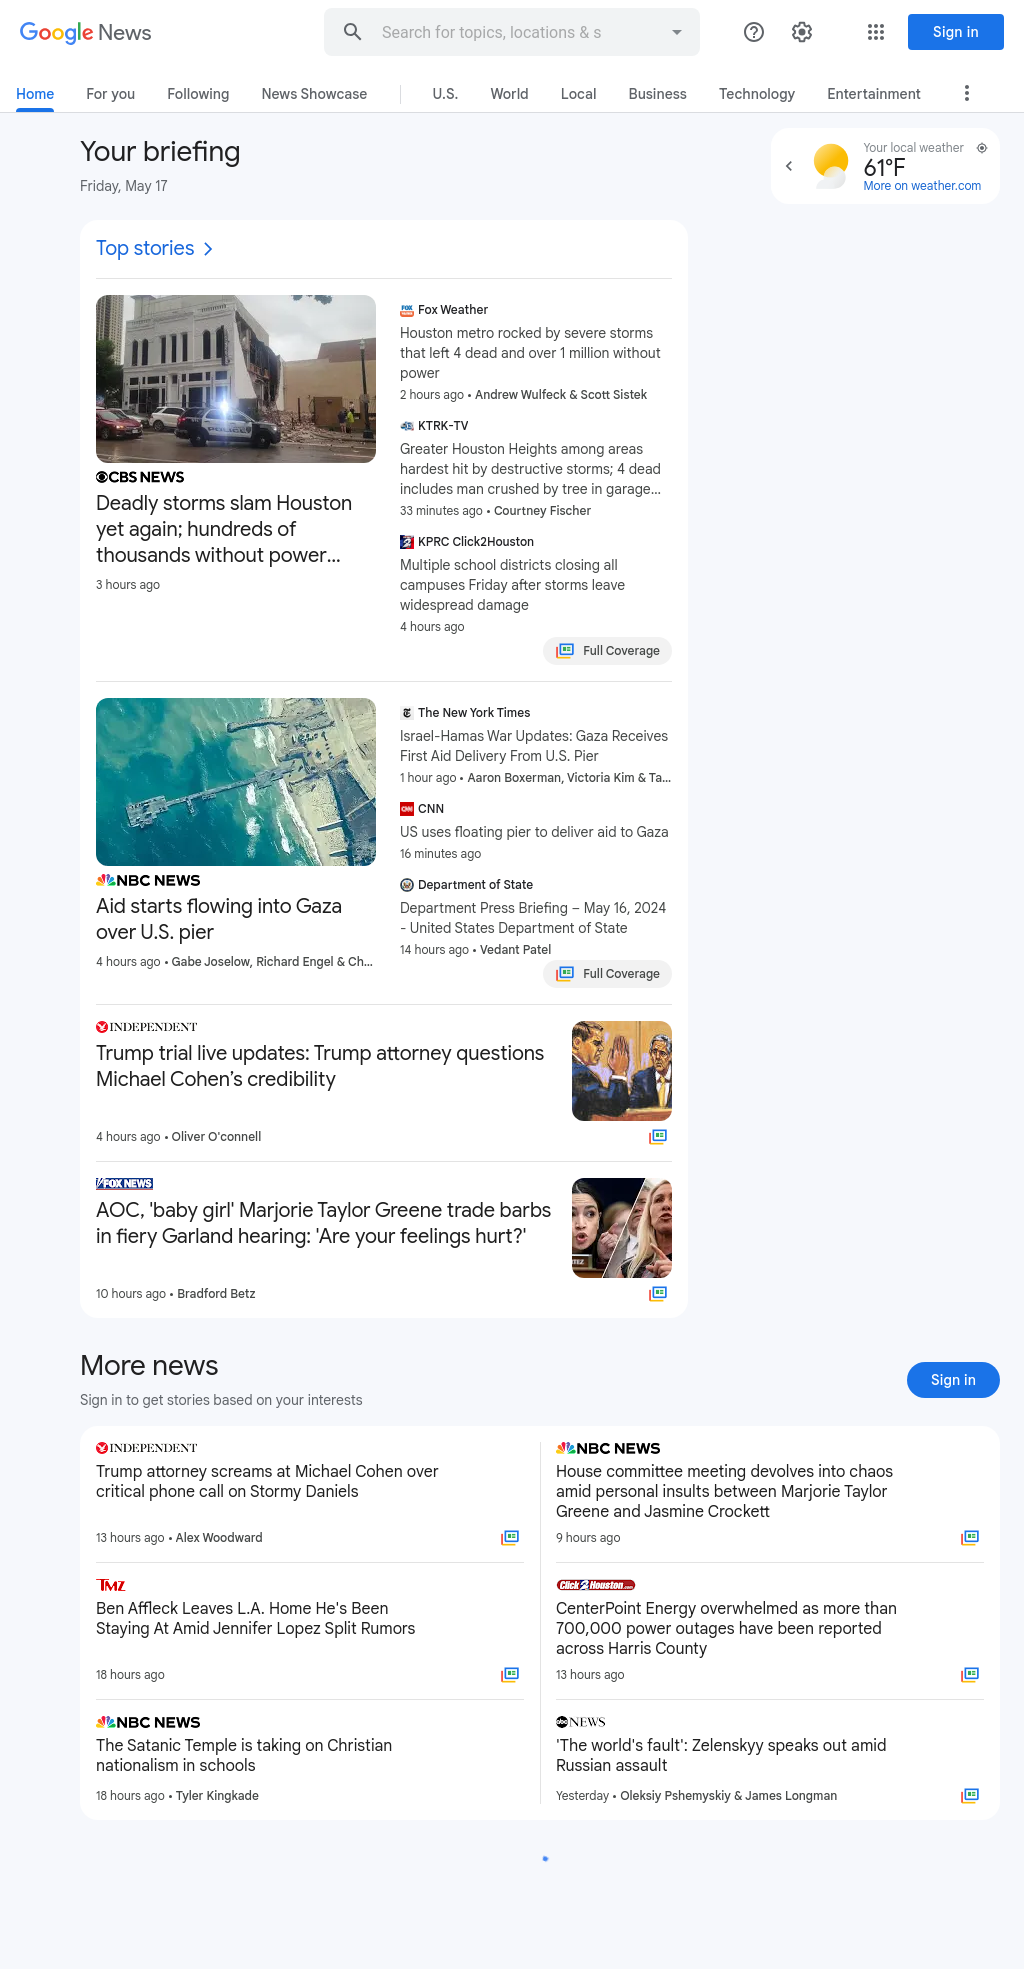 Google News
Search for topics, locations & s
Sign in
Home
For you
Following
News Showcase
U.S.
World
Local
Business
Technology
Entertainment
Your briefing
Friday, May 17
Your local weather
61°F
More on weather.com
Top stories
POLICE
CBS NEWS
Deadly storms slam Houston
yet again; hundreds of
thousands without power...
3 hours ago
Fox Weather
Houston metro rocked by severe storms
that left 4 dead and over 1 million without
power
2 hours ago • Andrew Wulfeck & Scott Sistek
KTRK-TV
Greater Houston Heights among areas
hardest hit by destructive storms; 4 dead
includes man crushed by tree in garage...
33 minutes ago • Courtney Fischer
KPRC Click2Houston
Multiple school districts closing all
campuses Friday after storms leave
widespread damage
4 hours ago
Full Coverage
NBC NEWS
Aid starts flowing into Gaza
over U.S. pier
4 hours ago • Gabe Joselow, Richard Engel & Ch...
The New York Times
Israel-Hamas War Updates: Gaza Receives
First Aid Delivery From U.S. Pier
1 hour ago • Aaron Boxerman, Victoria Kim & Ta...
CNN
CNN
US uses floating pier to deliver aid to Gaza
16 minutes ago
Department of State
Department Press Briefing – May 16, 2024
- United States Department of State
14 hours ago • Vedant Patel
Full Coverage
INDEPENDENT
Trump trial live updates: Trump attorney questions
Michael Cohen’s credibility
4 hours ago • Oliver O'connell
FOX NEWS
AOC, 'baby girl' Marjorie Taylor Greene trade barbs
in fiery Garland hearing: 'Are your feelings hurt?'
10 hours ago • Bradford Betz
More news
Sign in to get stories based on your interests
Sign in
INDEPENDENT
Trump attorney screams at Michael Cohen over
critical phone call on Stormy Daniels
13 hours ago • Alex Woodward
NBC NEWS
House committee meeting devolves into chaos
amid personal insults between Marjorie Taylor
Greene and Jasmine Crockett
9 hours ago
TMZ
Ben Affleck Leaves L.A. Home He's Been
Staying At Amid Jennifer Lopez Split Rumors
18 hours ago
Click2Houston.com
CenterPoint Energy overwhelmed as more than
700,000 power outages have been reported
across Harris County
13 hours ago
NBC NEWS
The Satanic Temple is taking on Christian
nationalism in schools
18 hours ago • Tyler Kingkade
abc NEWS
'The world's fault': Zelenskyy speaks out amid
Russian assault
Yesterday • Oleksiy Pshemyskiy & James Longman